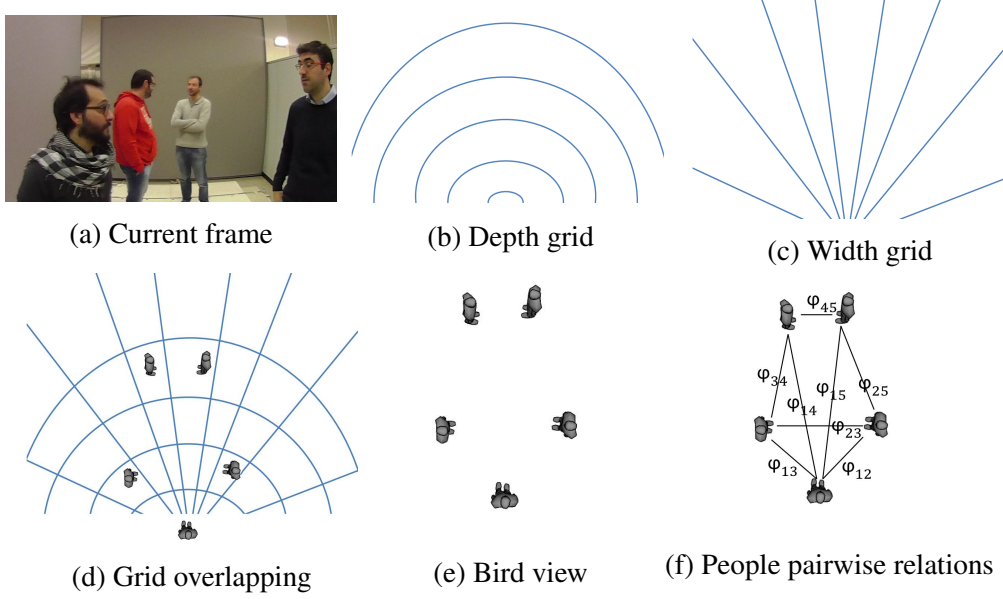 (a) Current frame
(b) Depth grid
(c) Width grid
φ45
φ34
φ15
φ25
φ14
φ23
φ13
φ12
(d) Grid overlapping
(e) Bird view
(f) People pairwise relations